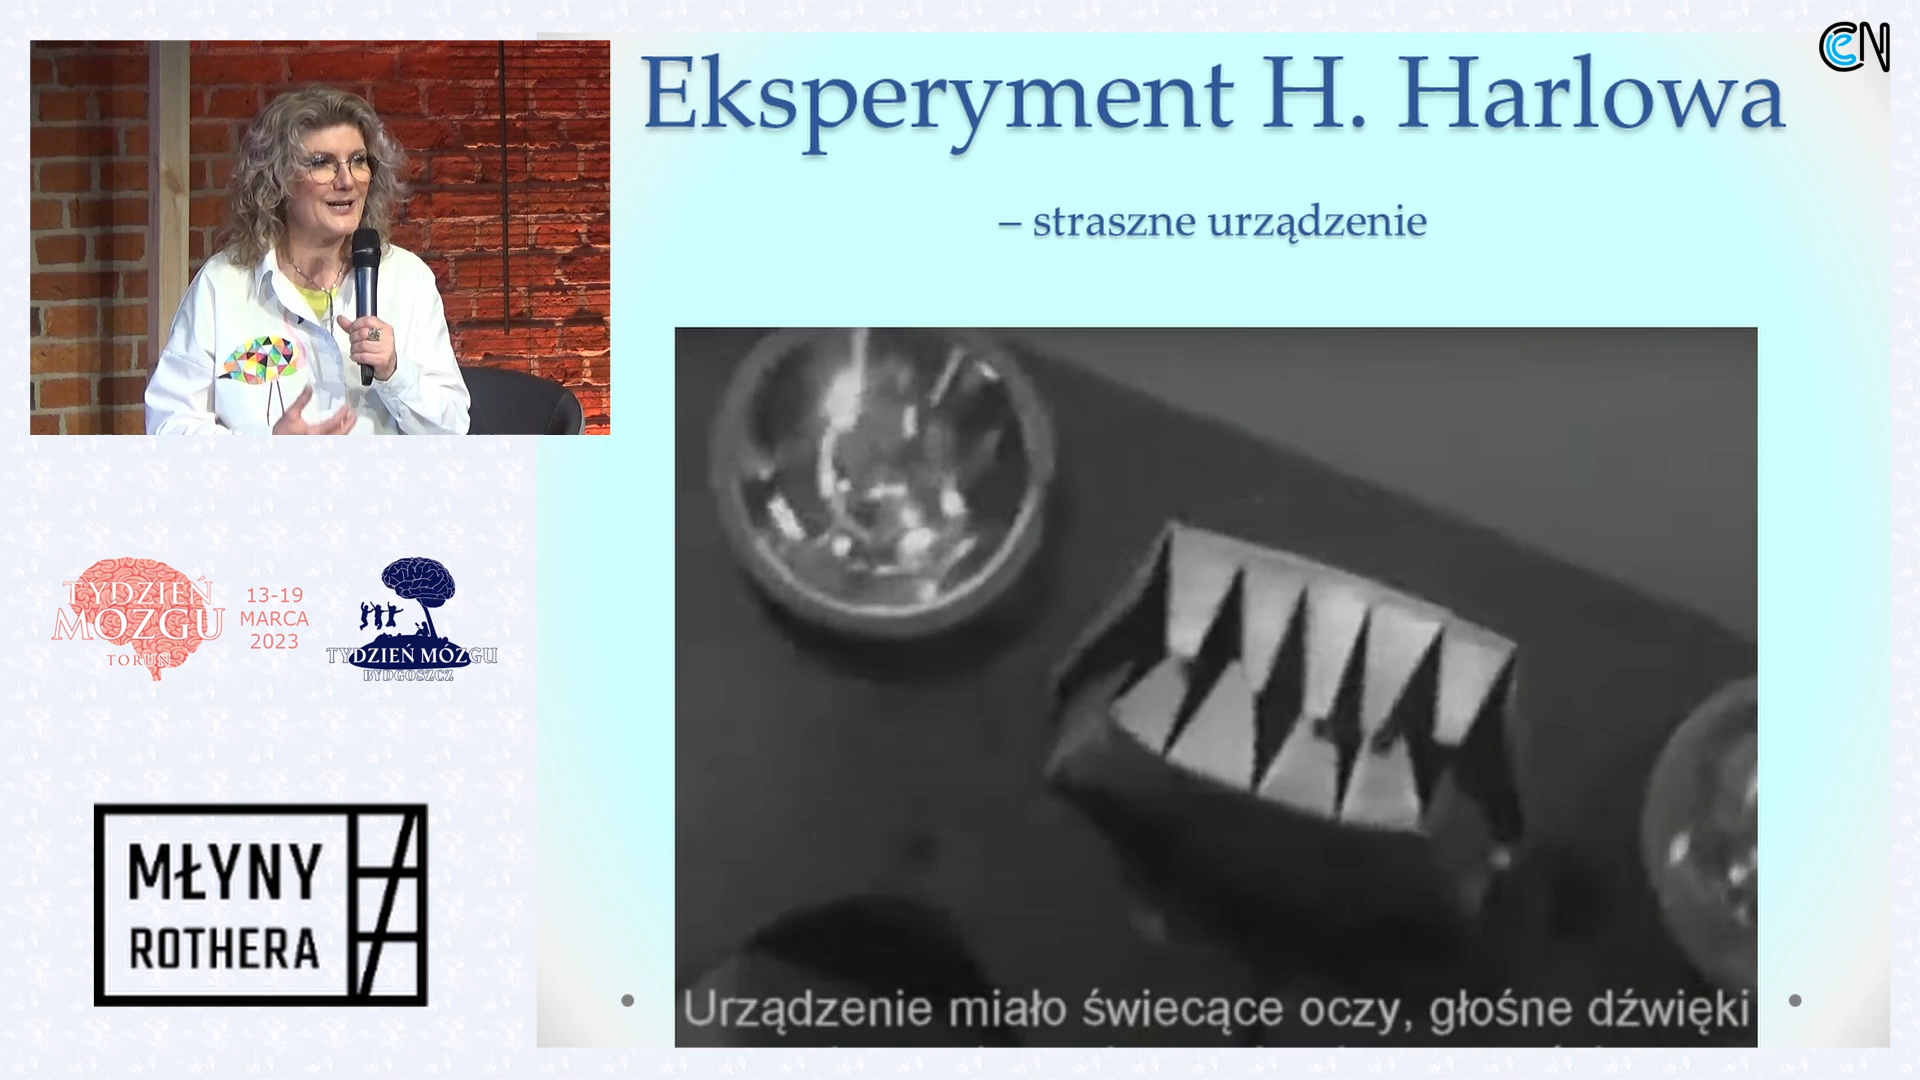 Eksperyment H. Harlowa
– straszne urządzenie
CeN
TYDZIEŃ
MÓZGU
TORUŃ
13-19
MARCA
2023
TYDZIEŃ MÓZGU
BYDGOSZCZ
MŁYNY
ROTHERA
Urządzenie miało świecące oczy, głośne dźwięki